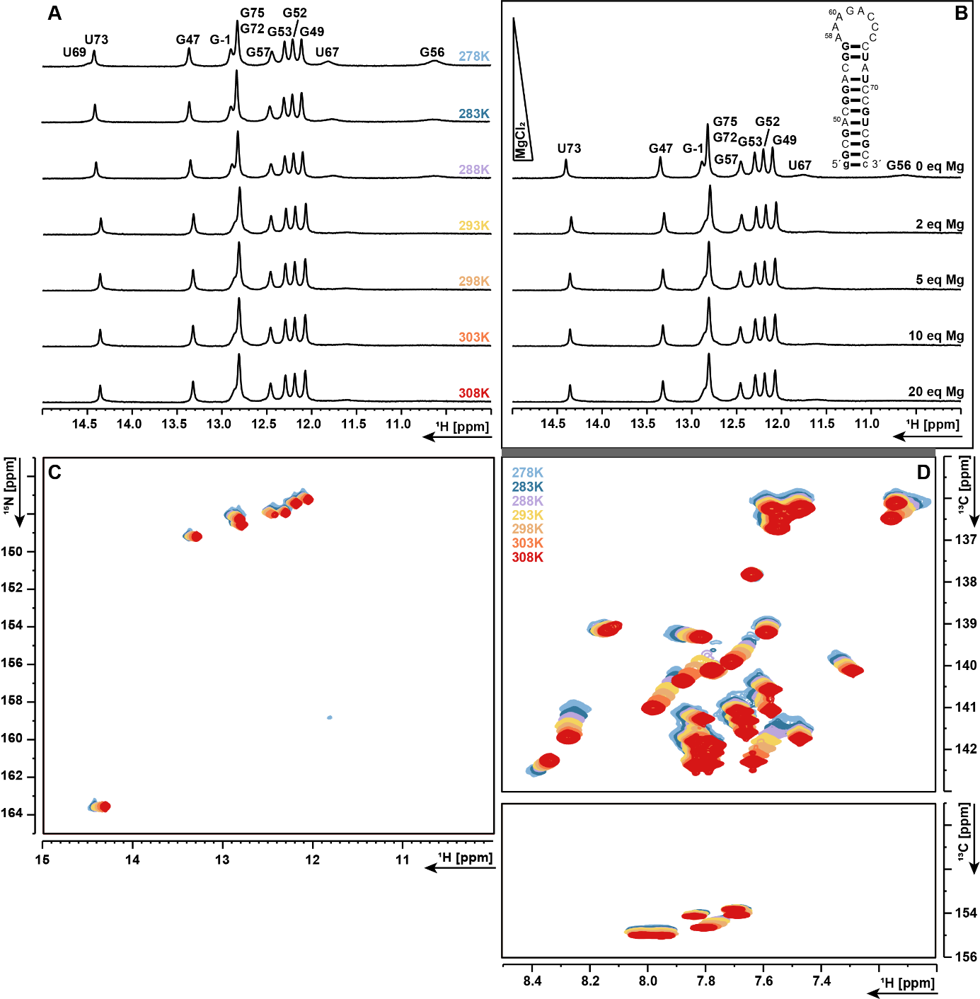 A
G75
G52
U73
G47
G-1
G72
G53
G49
U69
G57
U67
G56
278K
283K
288K
293K
298K
303K
308K
14.5 14.0 13.5 13.0 12.5 12.0 11.5 11.0
¹H [ppm]
B
MgCl₂
60 A G A C
A C
58 A A C
G C
C U
A A
G U
C C 70
50 A C
G G
C U
G C
5´ g G
C
c 3´
G75
G52
U73
G47
G-1
G72
G53
G49
G57
U67
G56
0 eq Mg
2 eq Mg
5 eq Mg
10 eq Mg
20 eq Mg
14.5 14.0 13.5 13.0 12.5 12.0 11.5 11.0
¹H [ppm]
C
¹⁵N [ppm]
150
152
154
156
158
160
162
164
15 14 13 12 11
¹H [ppm]
D
278K
283K
288K
293K
298K
303K
308K
¹³C [ppm]
137
138
139
140
141
142
¹³C [ppm]
154
156
8.4 8.2 8.0 7.8 7.6 7.4
¹H [ppm]